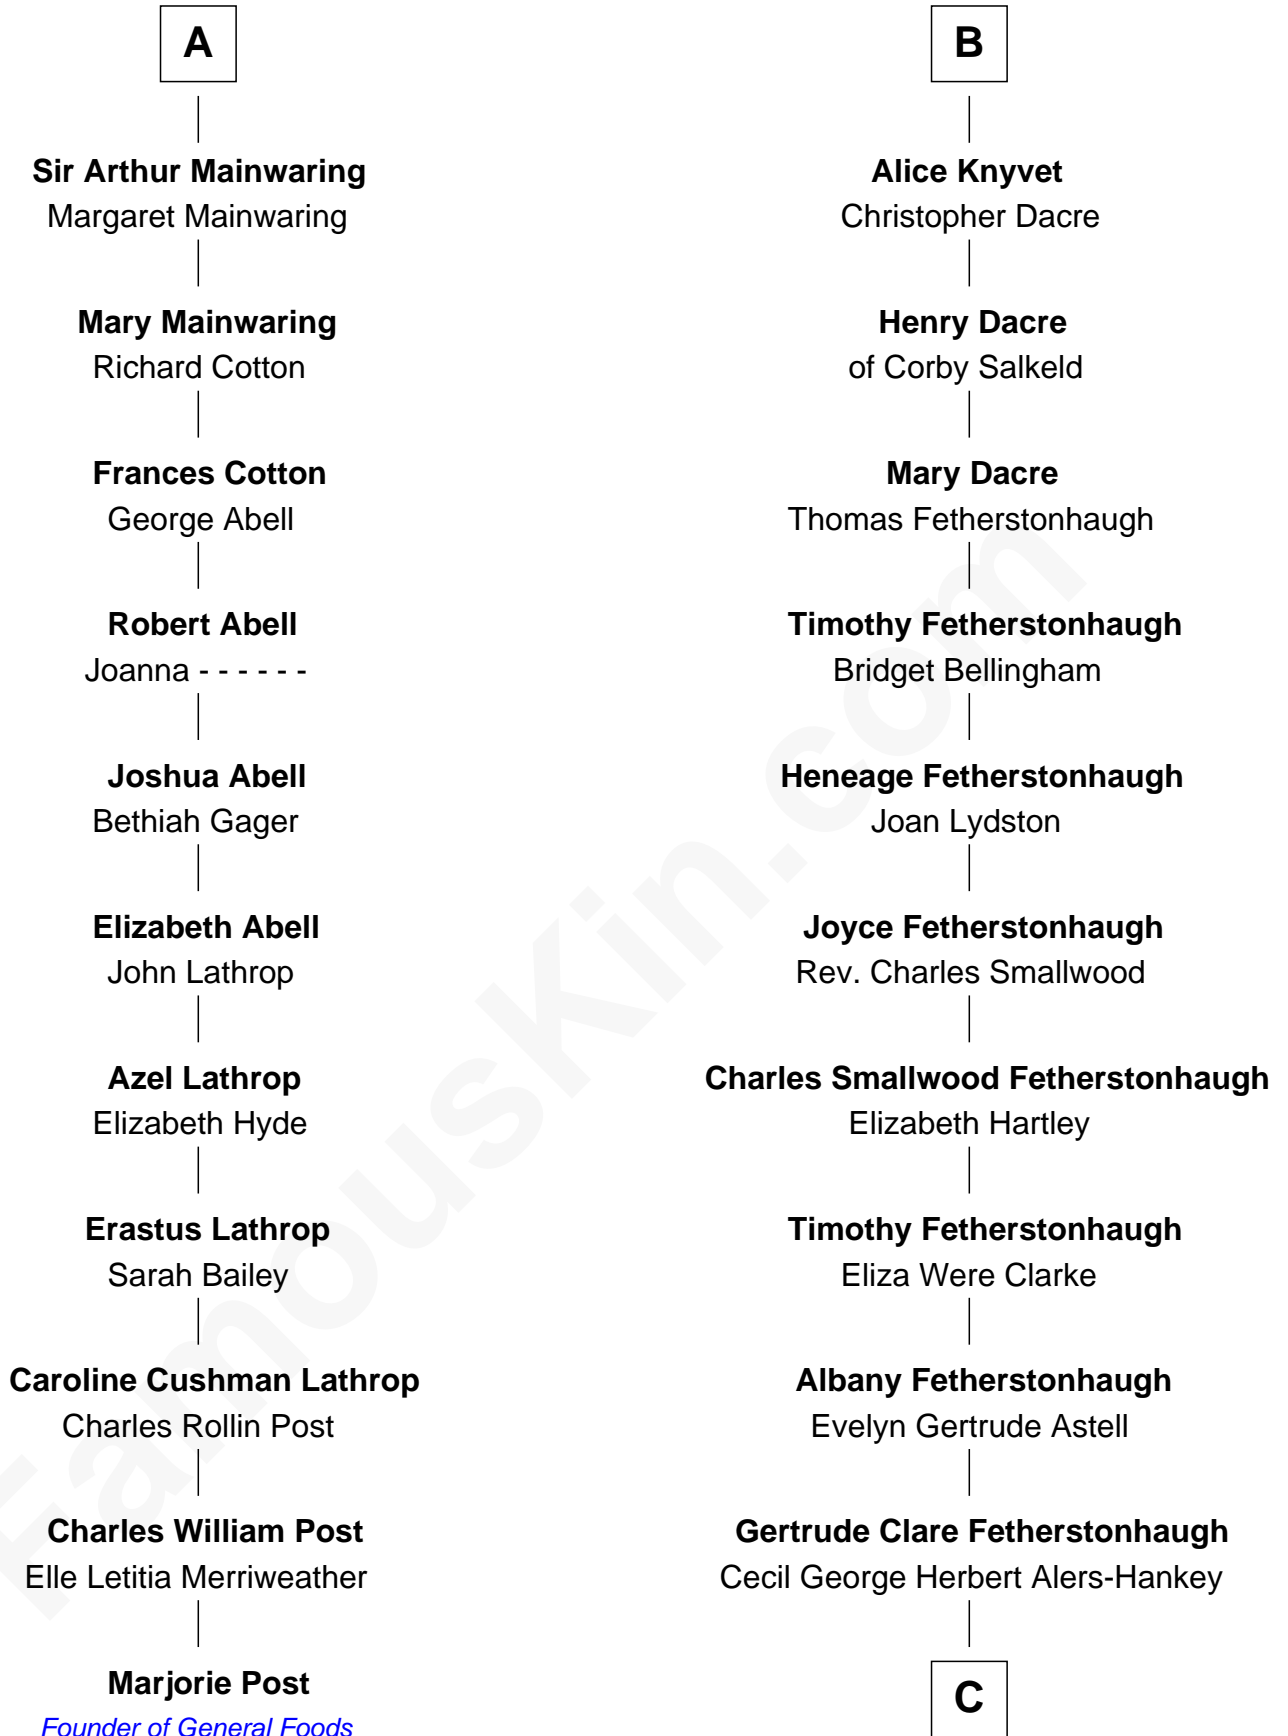 A
Sir Arthur Mainwaring
Margaret Mainwaring
Mary Mainwaring
Richard Cotton
Frances Cotton
George Abell
Robert Abell
Joanna - - - - - -
Joshua Abell
Bethiah Gager
Elizabeth Abell
John Lathrop
Azel Lathrop
Elizabeth Hyde
Erastus Lathrop
Sarah Bailey
Caroline Cushman Lathrop
Charles Rollin Post
Charles William Post
Elle Letitia Merriweather
Marjorie Post
Founder of General Foods
B
Alice Knyvet
Christopher Dacre
Henry Dacre
of Corby Salkeld
Mary Dacre
Thomas Fetherstonhaugh
Timothy Fetherstonhaugh
Bridget Bellingham
Heneage Fetherstonhaugh
Joan Lydston
Joyce Fetherstonhaugh
Rev. Charles Smallwood
Charles Smallwood Fetherstonhaugh
Elizabeth Hartley
Timothy Fetherstonhaugh
Eliza Were Clarke
Albany Fetherstonhaugh
Evelyn Gertrude Astell
Gertrude Clare Fetherstonhaugh
Cecil George Herbert Alers-Hankey
C
FamousKin.com